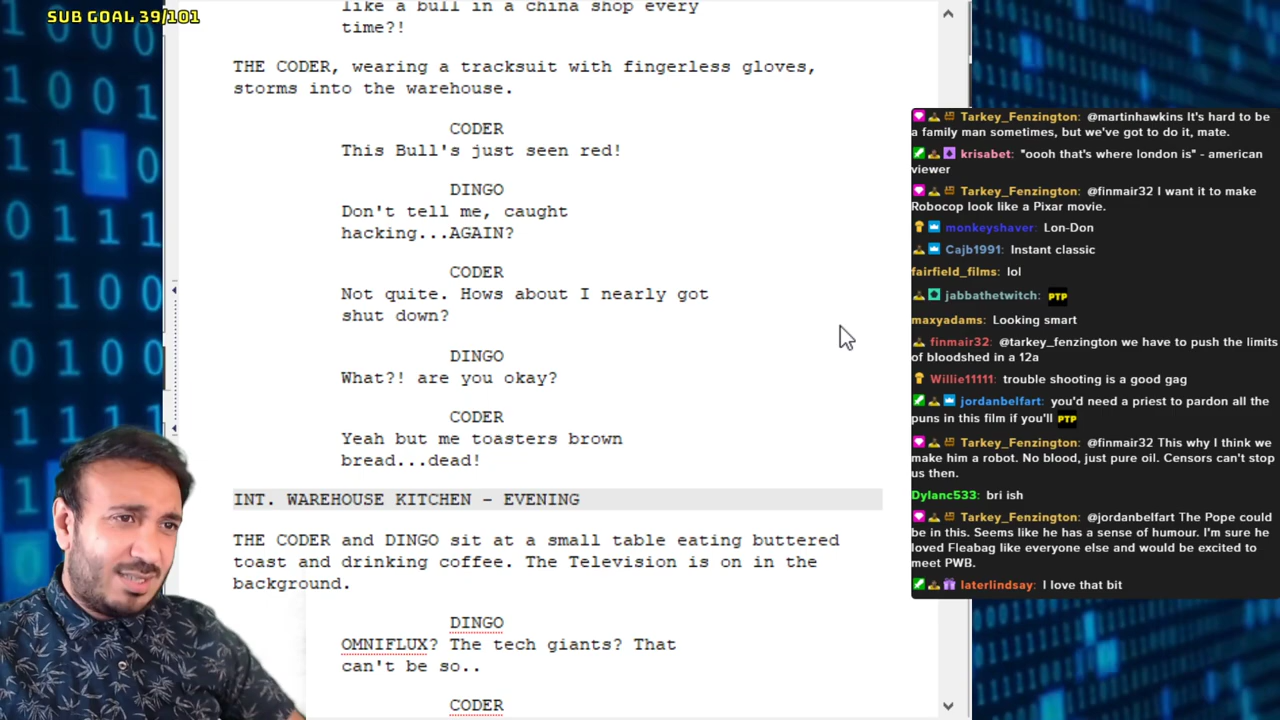 SUB GOAL 39/101
like a bull in a china shop every
time?!
THE CODER, wearing a tracksuit with fingerless gloves,
storms into the warehouse.
CODER
This Bull's just seen red!
DINGO
Don't tell me, caught
hacking...AGAIN?
CODER
Not quite. Hows about I nearly got
shut down?
DINGO
What?! are you okay?
CODER
Yeah but me toasters brown
bread...dead!
INT. WAREHOUSE KITCHEN - EVENING
THE CODER and DINGO sit at a small table eating buttered
toast and drinking coffee. The Television is on in the
background.
DINGO
OMNIFLUX? The tech giants? That
can't be so..
CODER
Tarkey_Fenzington: @martinhawkins It's hard to be
a family man sometimes, but we've got to do it, mate.
krisabet: "oooh that's where london is" - american
viewer
Tarkey_Fenzington: @finmair32 I want it to make
Robocop look like a Pixar movie.
monkeyshaver: Lon-Don
Cajb1991: Instant classic
fairfield_films: lol
jabbathetwitch: PTP
maxyadams: Looking smart
finmair32: @tarkey_fenzington we have to push the limits
of bloodshed in a 12a
Willie11111: trouble shooting is a good gag
jordanbelfart: you'd need a priest to pardon all the
puns in this film if you'll PTP
Tarkey_Fenzington: @finmair32 This why I think we
make him a robot. No blood, just pure oil. Censors can't stop
us then.
Dylanc533: bri ish
Tarkey_Fenzington: @jordanbelfart The Pope could
be in this. Seems like he has a sense of humour. I'm sure he
loved Fleabag like everyone else and would be excited to
meet PWB.
laterlindsay: I love that bit